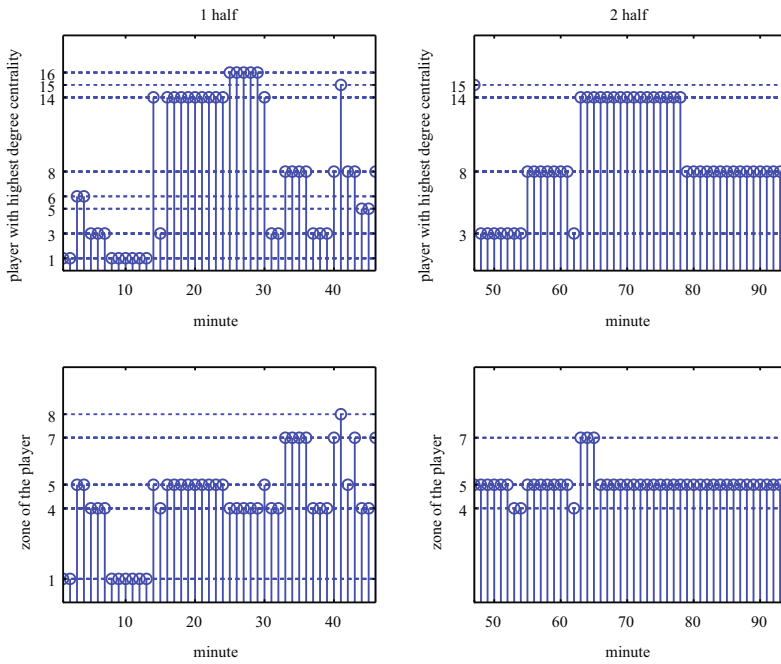 1 half
player with highest degree centrality
16
15
14
8
6
5
3
1
10 20 30 40
minute
2 half
player with highest degree centrality
15
14
8
3
50 60 70 80 90
minute
zone of the player
8
7
5
4
1
10 20 30 40
minute
zone of the player
7
5
4
50 60 70 80 90
minute